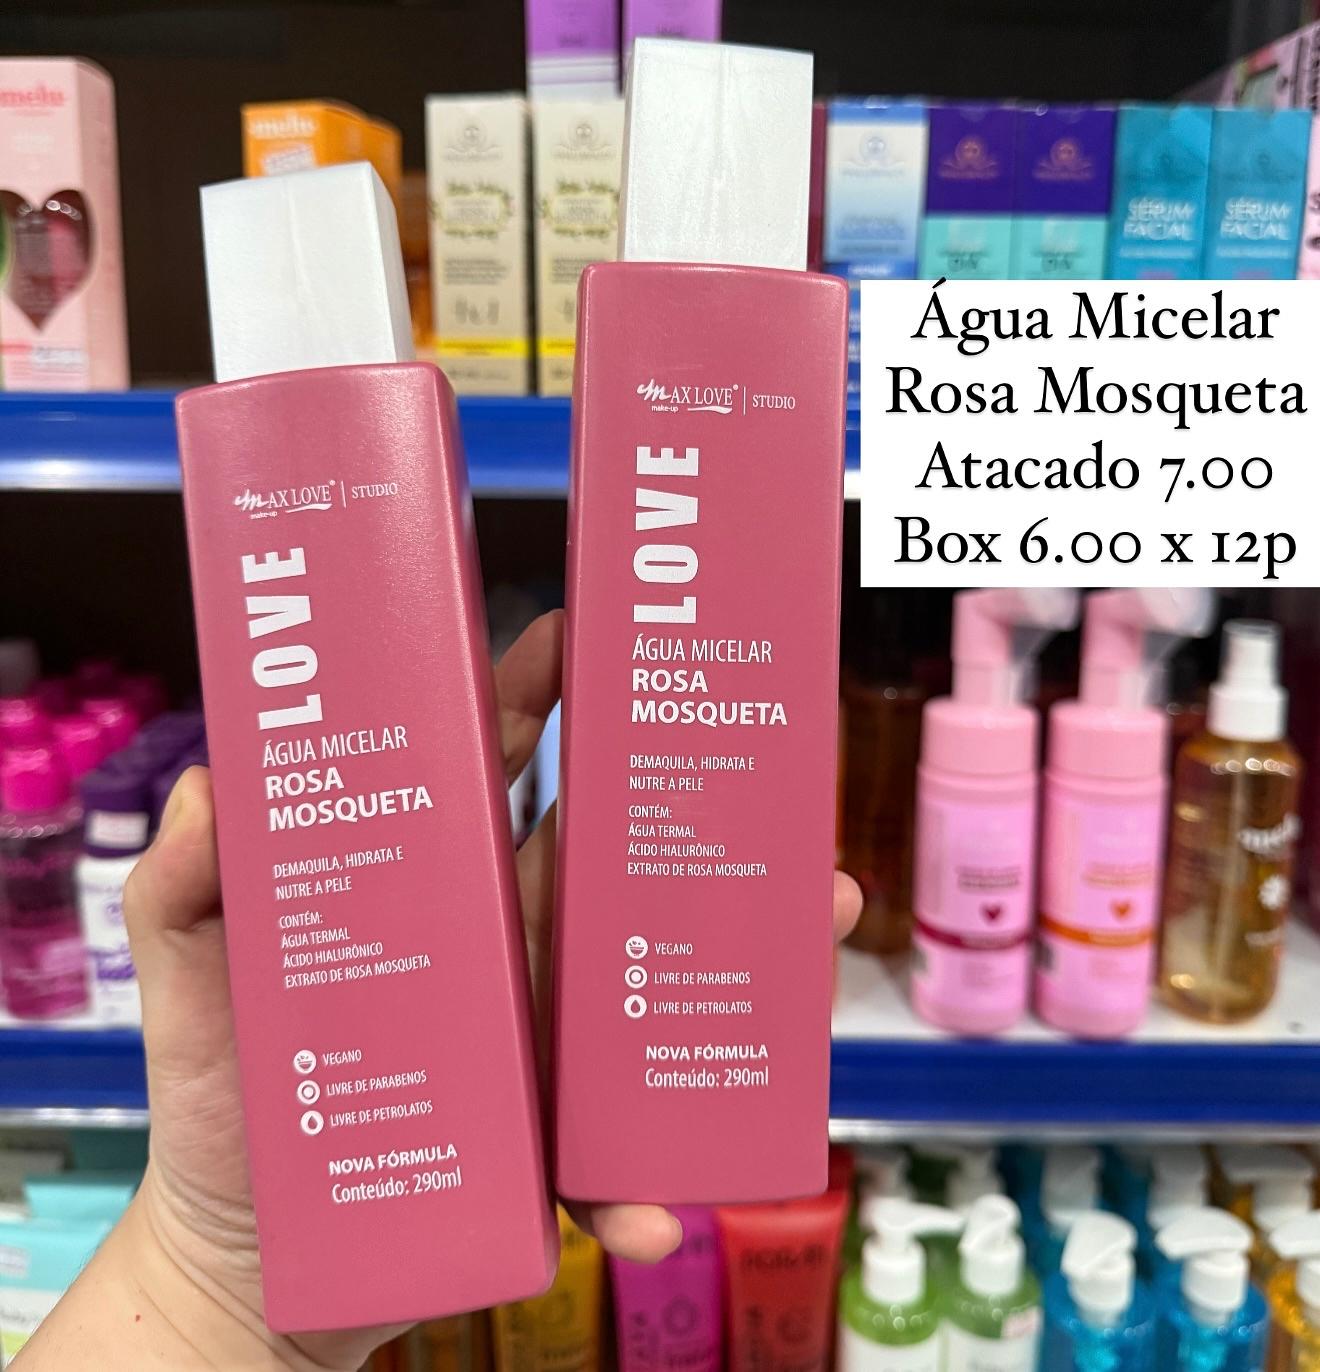 melu
melu
SÉRUM
FACIAL
SÉRUM
FACIAL
Água Micelar
Rosa Mosqueta
Atacado 7.00
Box 6.00 x 12p
MAX LOVE® | STUDIO
make-up
LOVE
ÁGUA MICELAR
ROSA
MOSQUETA
DEMAQUILA, HIDRATA E
NUTRE A PELE
CONTÉM:
ÁGUA TERMAL
ÁCIDO HIALURÔNICO
EXTRATO DE ROSA MOSQUETA
VEGANO
LIVRE DE PARABENOS
LIVRE DE PETROLATOS
NOVA FÓRMULA
Conteúdo: 290ml
MAX LOVE® | STUDIO
make-up
LOVE
ÁGUA MICELAR
ROSA
MOSQUETA
DEMAQUILA, HIDRATA E
NUTRE A PELE
CONTÉM:
ÁGUA TERMAL
ÁCIDO HIALURÔNICO
EXTRATO DE ROSA MOSQUETA
VEGANO
LIVRE DE PARABENOS
LIVRE DE PETROLATOS
NOVA FÓRMULA
Conteúdo: 290ml